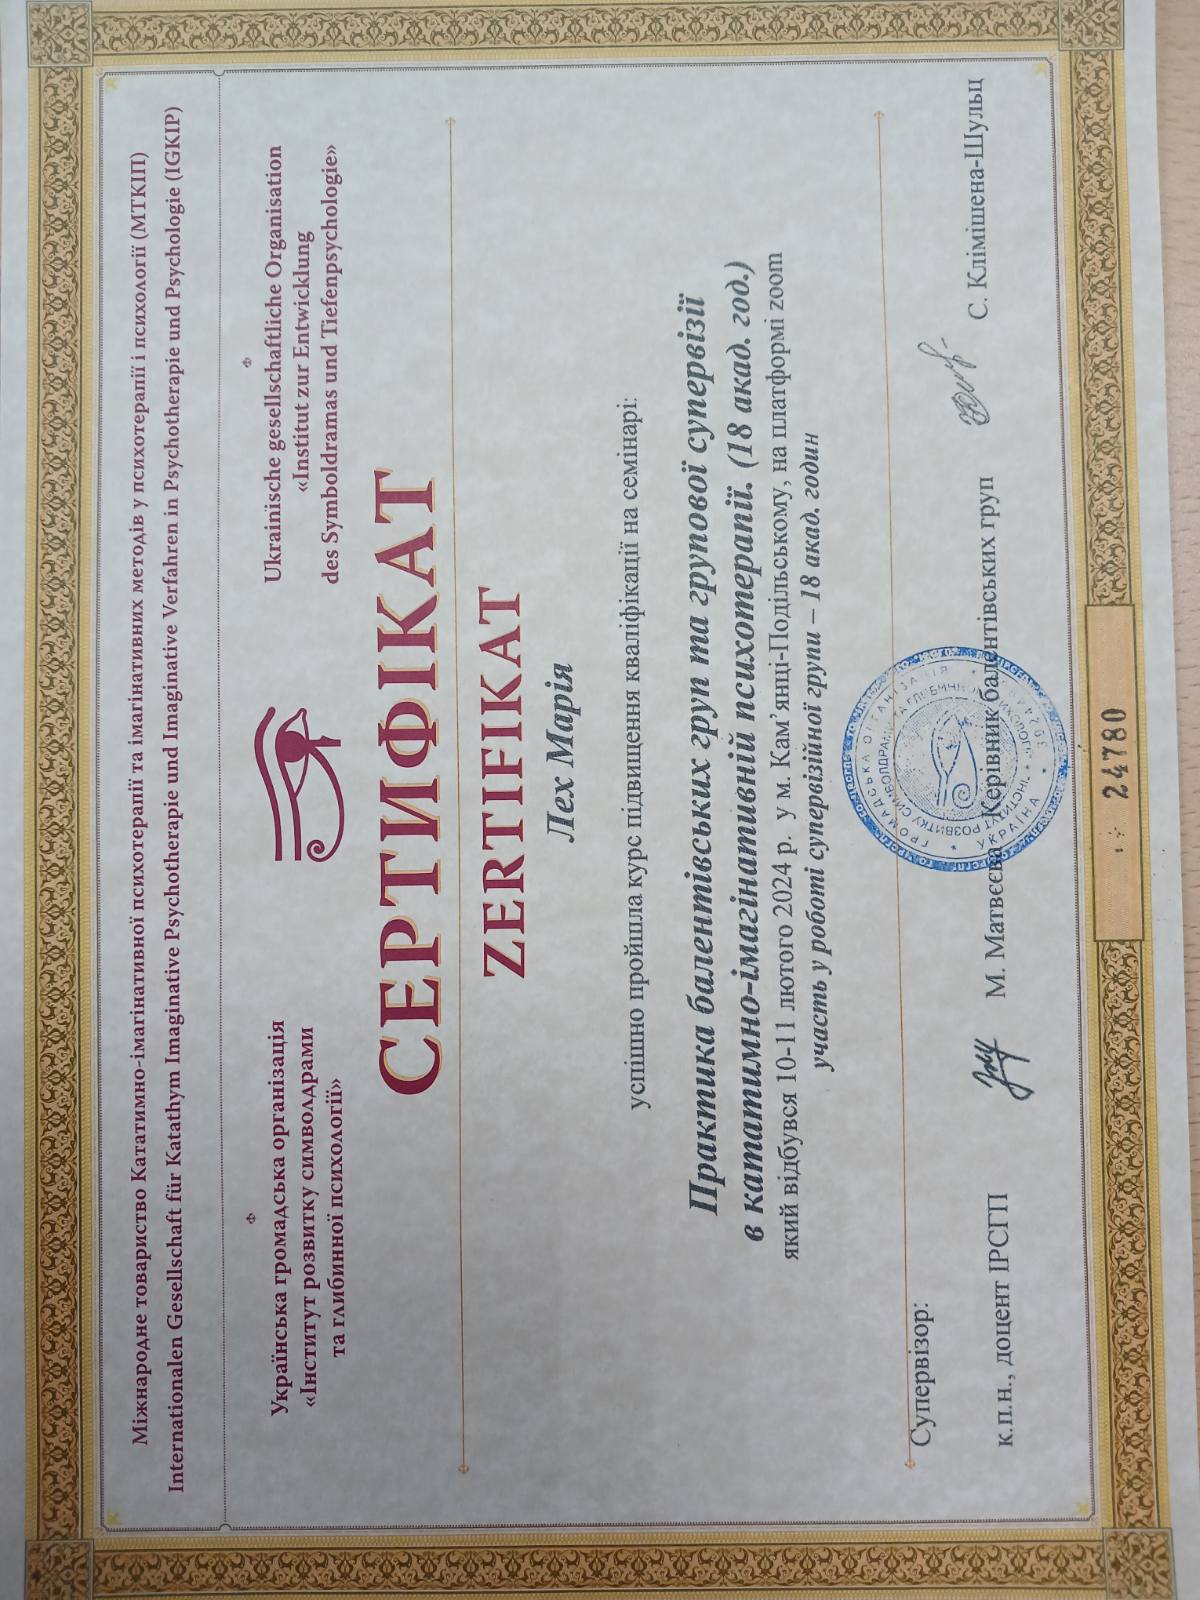 Міжнародне товариство Кататимно-імагінативної психотерапії та імагінативних методів у психотерапії і психології (МТКІП)
Internationalen Gesellschaft für Katathym Imaginative Psychotherapie und Imaginative Verfahren in Psychotherapie und Psychologie (IGKIP)
Українська громадська організація
«Інститут розвитку символдрами
та глибинної психології»
Ukrainische gesellschaftliche Organisation
«Institut zur Entwicklung
des Symboldramas und Tiefenpsychologie»
СЕРТИФІКАТ
ZERTIFIKAT
Лех Марія
успішно пройшла курс підвищення кваліфікації на семінарі:
Практика балентівських груп та групової супервізії
в кататимно-імагінативній психотерапії. (18 акад. год.)
який відбувся 10-11 лютого 2024 р. у м. Кам'янці-Подільському, на платформі zoom
участь у роботі супервізійної групи – 18 акад. годин
Супервізор:
к.п.н., доцент ІРСГП
М. Матвєєва
Керівник балентівських груп
С. Клімішена-Шульц
ГРОМАДСЬКА ОРГАНІЗАЦІЯ
УКРАЇНА
24780